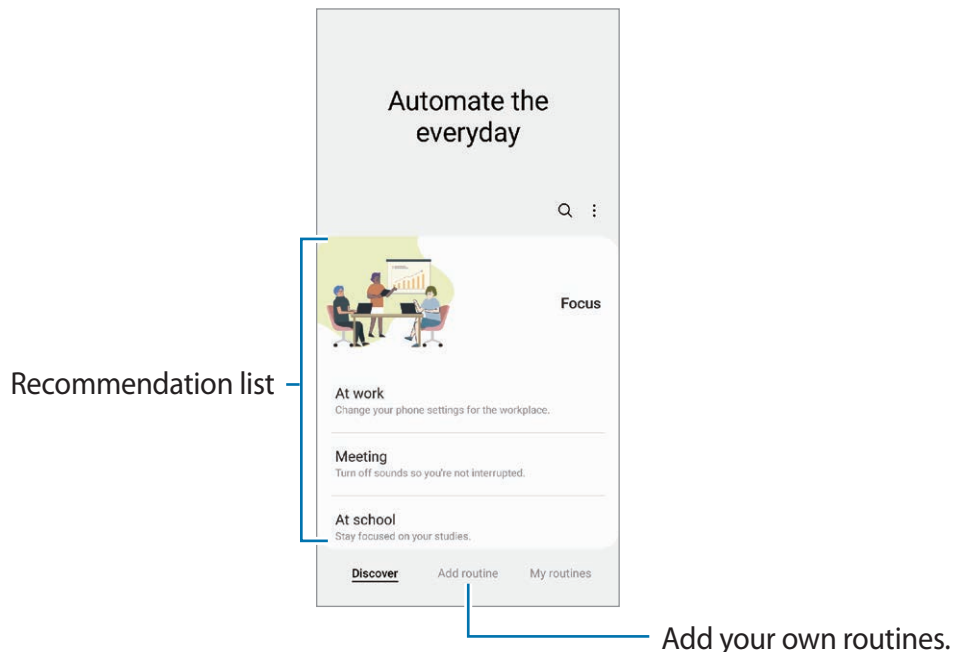 Automate the
everyday
Focus
Recommendation list
At work
Change your phone settings for the workplace.
Meeting
Turn off sounds so you're not interrupted.
At school
Stay focused on your studies.
Discover Add routine My routines
Add your own routines.